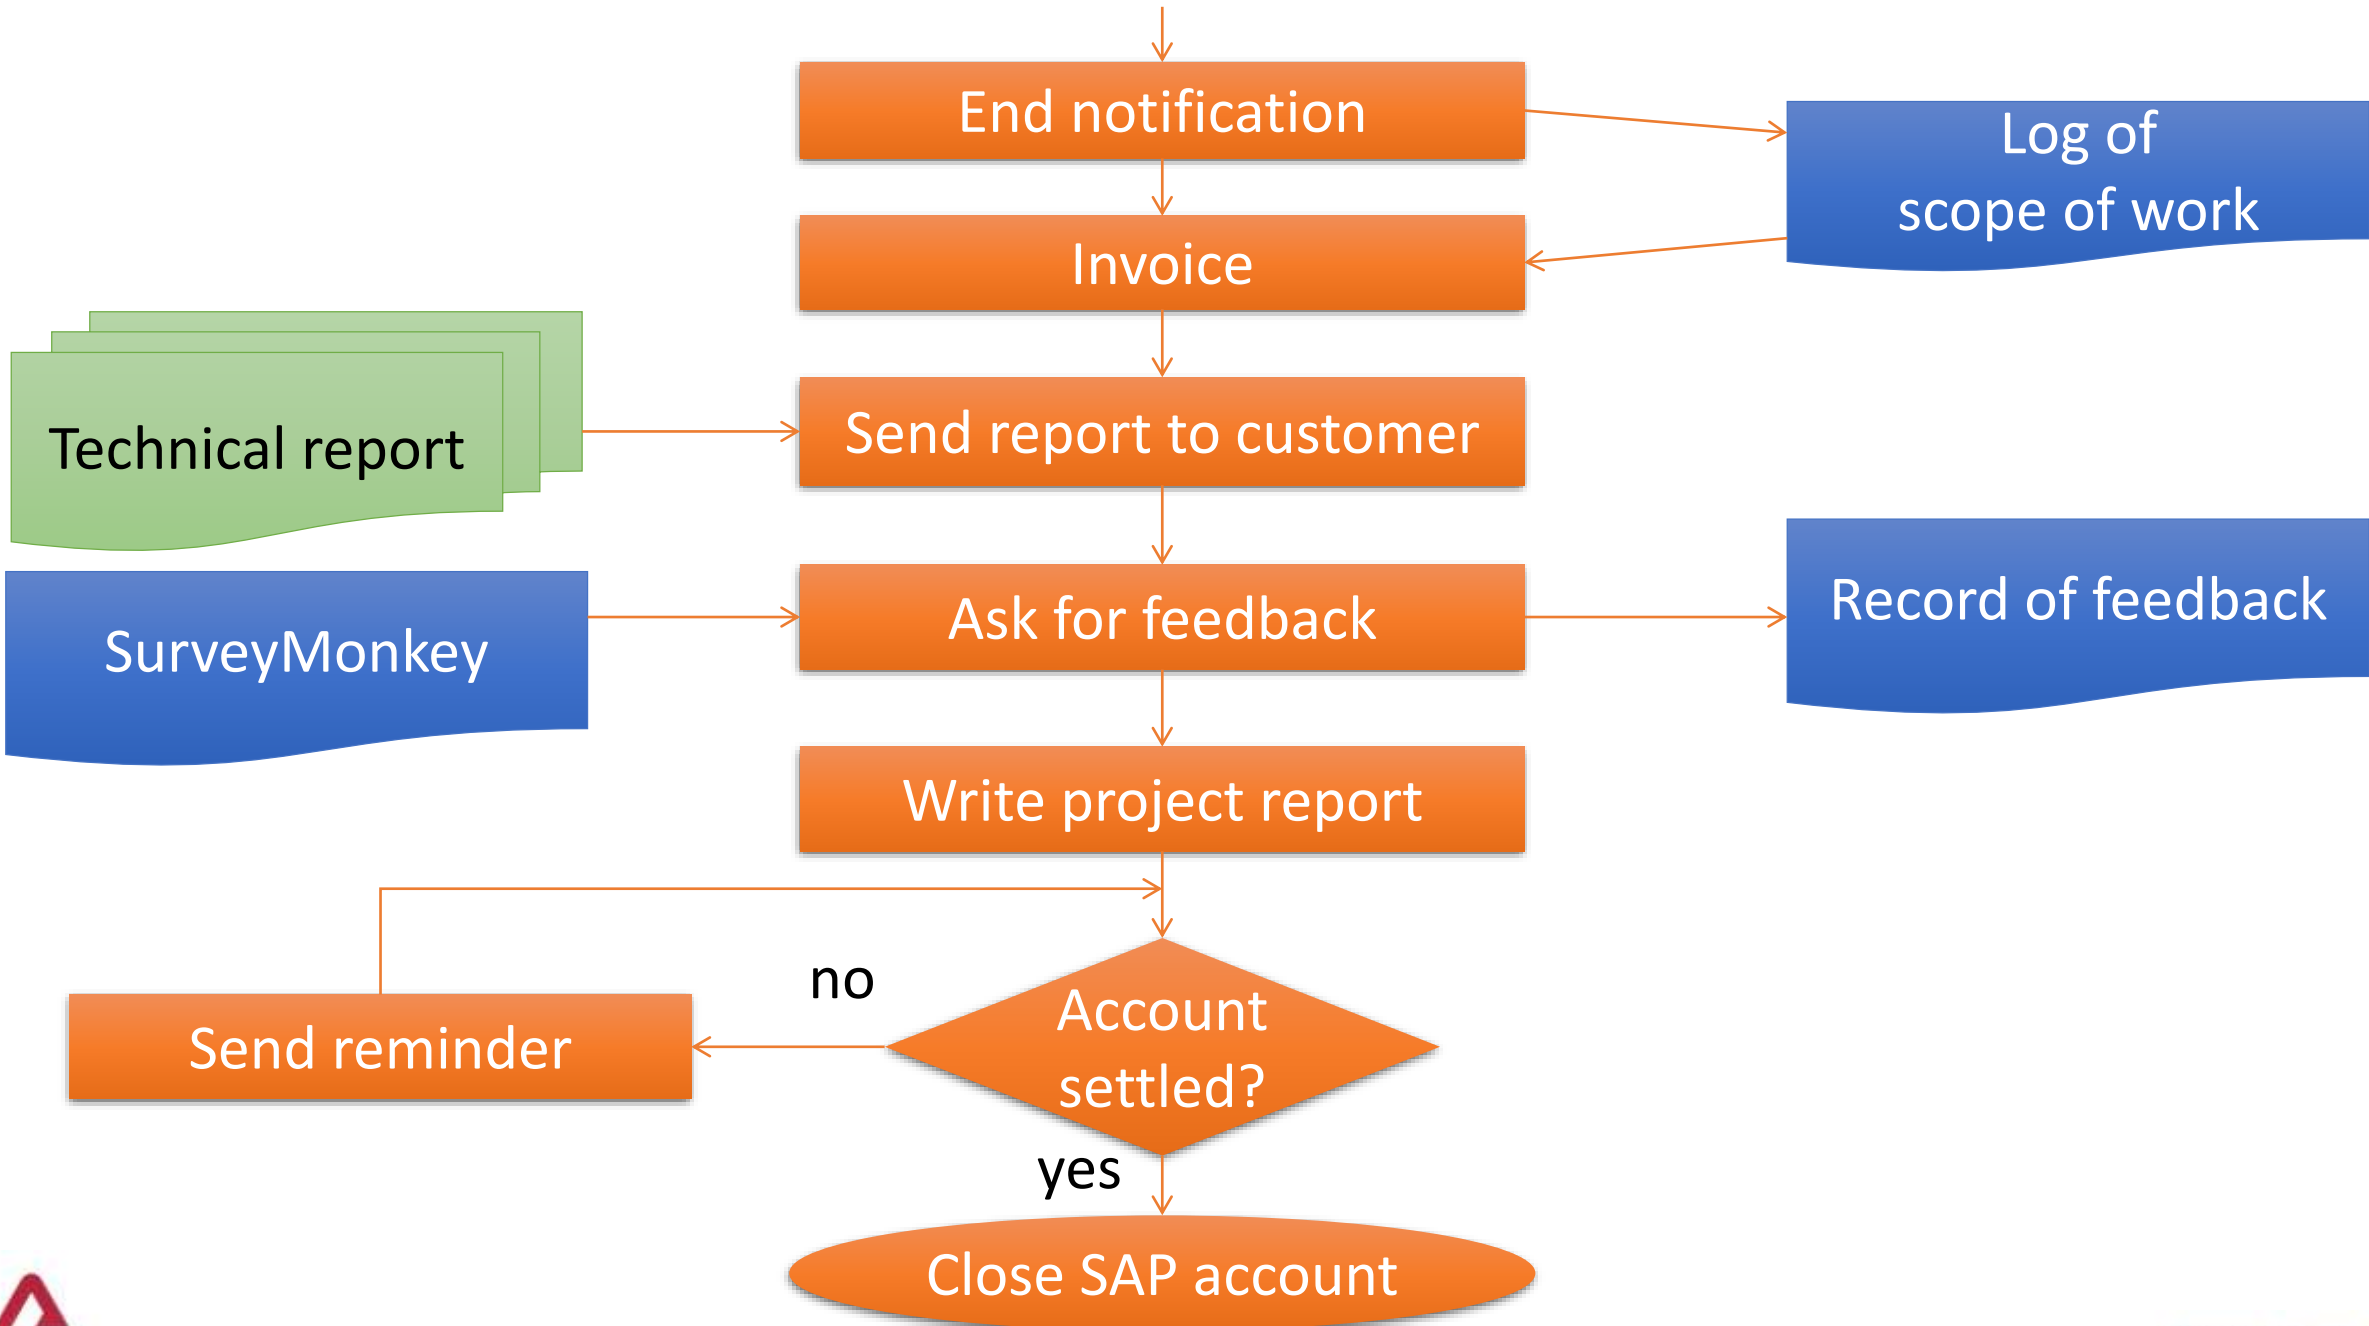 End notification
Log of
scope of work
Invoice
Technical report
Send report to customer
SurveyMonkey
Ask for feedback
Record of feedback
Write project report
no
Send reminder
Account
settled?
yes
Close SAP account